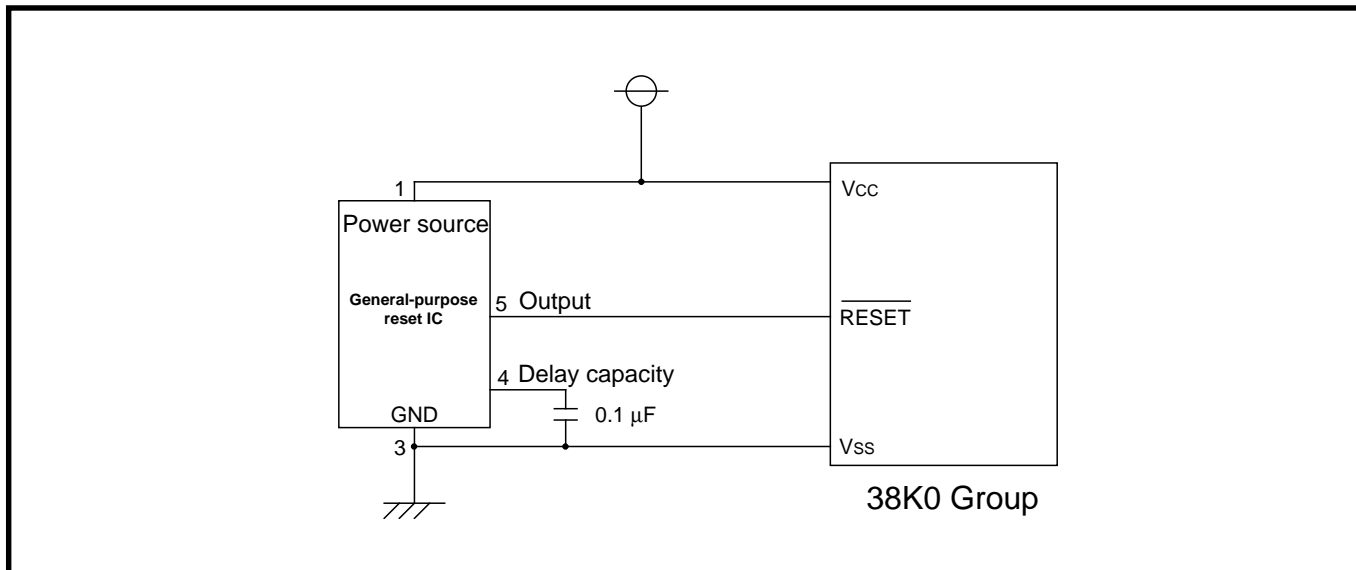 1
Vcc
Power source
General-purpose
reset IC
5 Output
RESET
4 Delay capacity
0.1 μF
GND
3
Vss
38K0 Group